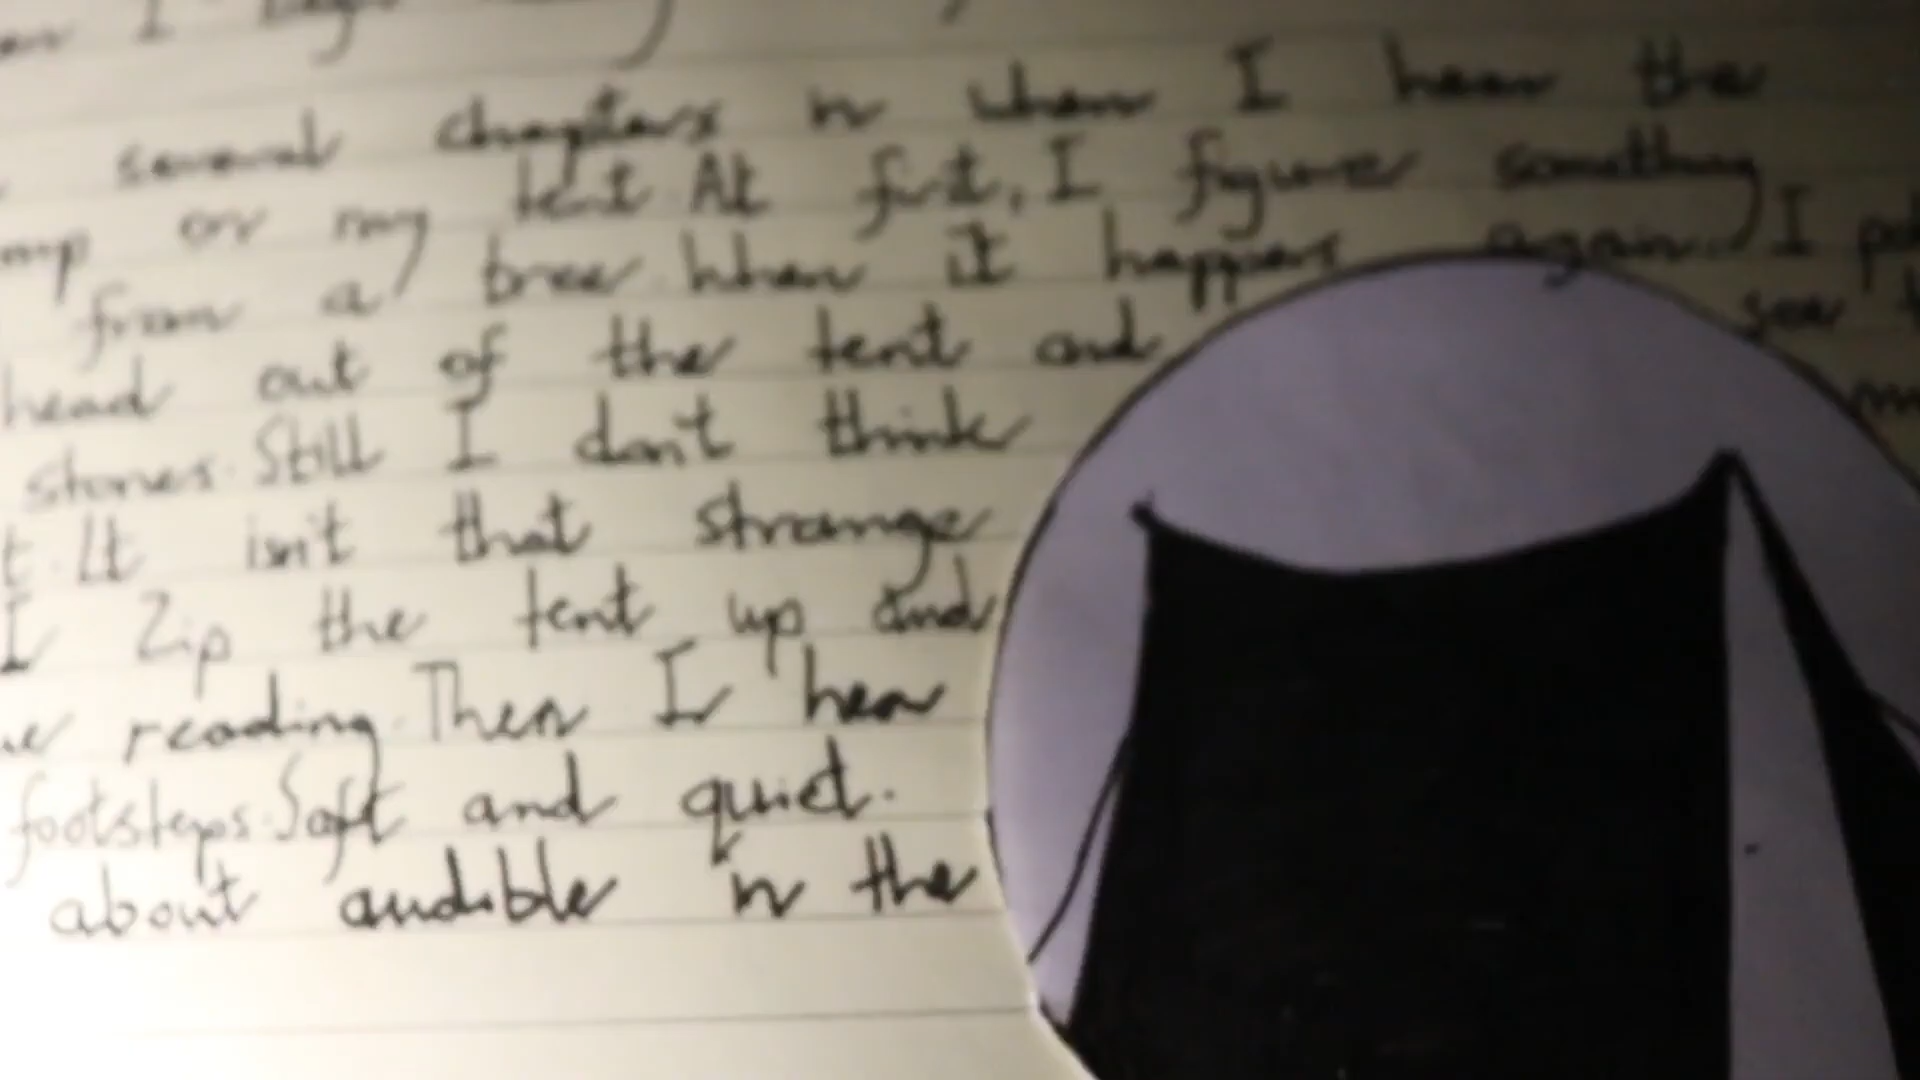 I
several chapters in when I hear the
on my tent. At first, I figure something
from a tree. When it happens again, I
head out of the tent and see
stones. Still I don't think
It isn't that strange
I zip the tent up and
reading. Then I hear
footsteps. Soft and quiet.
about audible in the